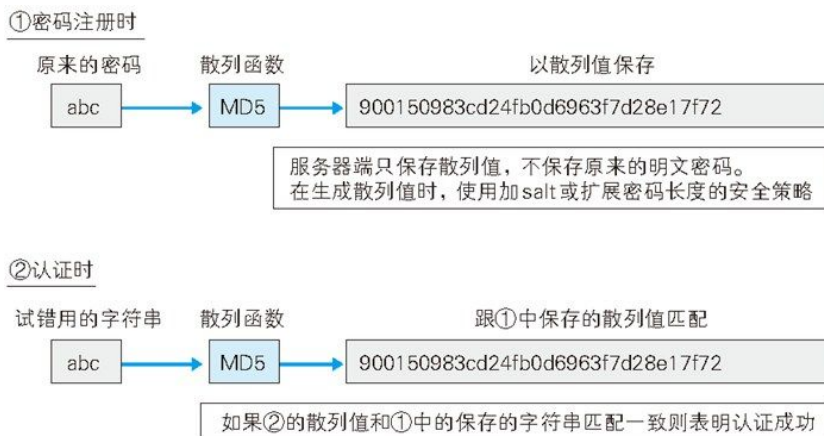 ①密码注册时
原来的密码 散列函数 以散列值保存
abc MD5 900150983cd24fb0d6963f7d28e17f72
服务器端只保存散列值，不保存原来的明文密码。
在生成散列值时，使用加salt或扩展密码长度的安全策略
②认证时
试错用的字符串 散列函数 跟①中保存的散列值匹配
abc MD5 900150983cd24fb0d6963f7d28e17f72
如果②的散列值和①中的保存的字符串匹配一致则表明认证成功